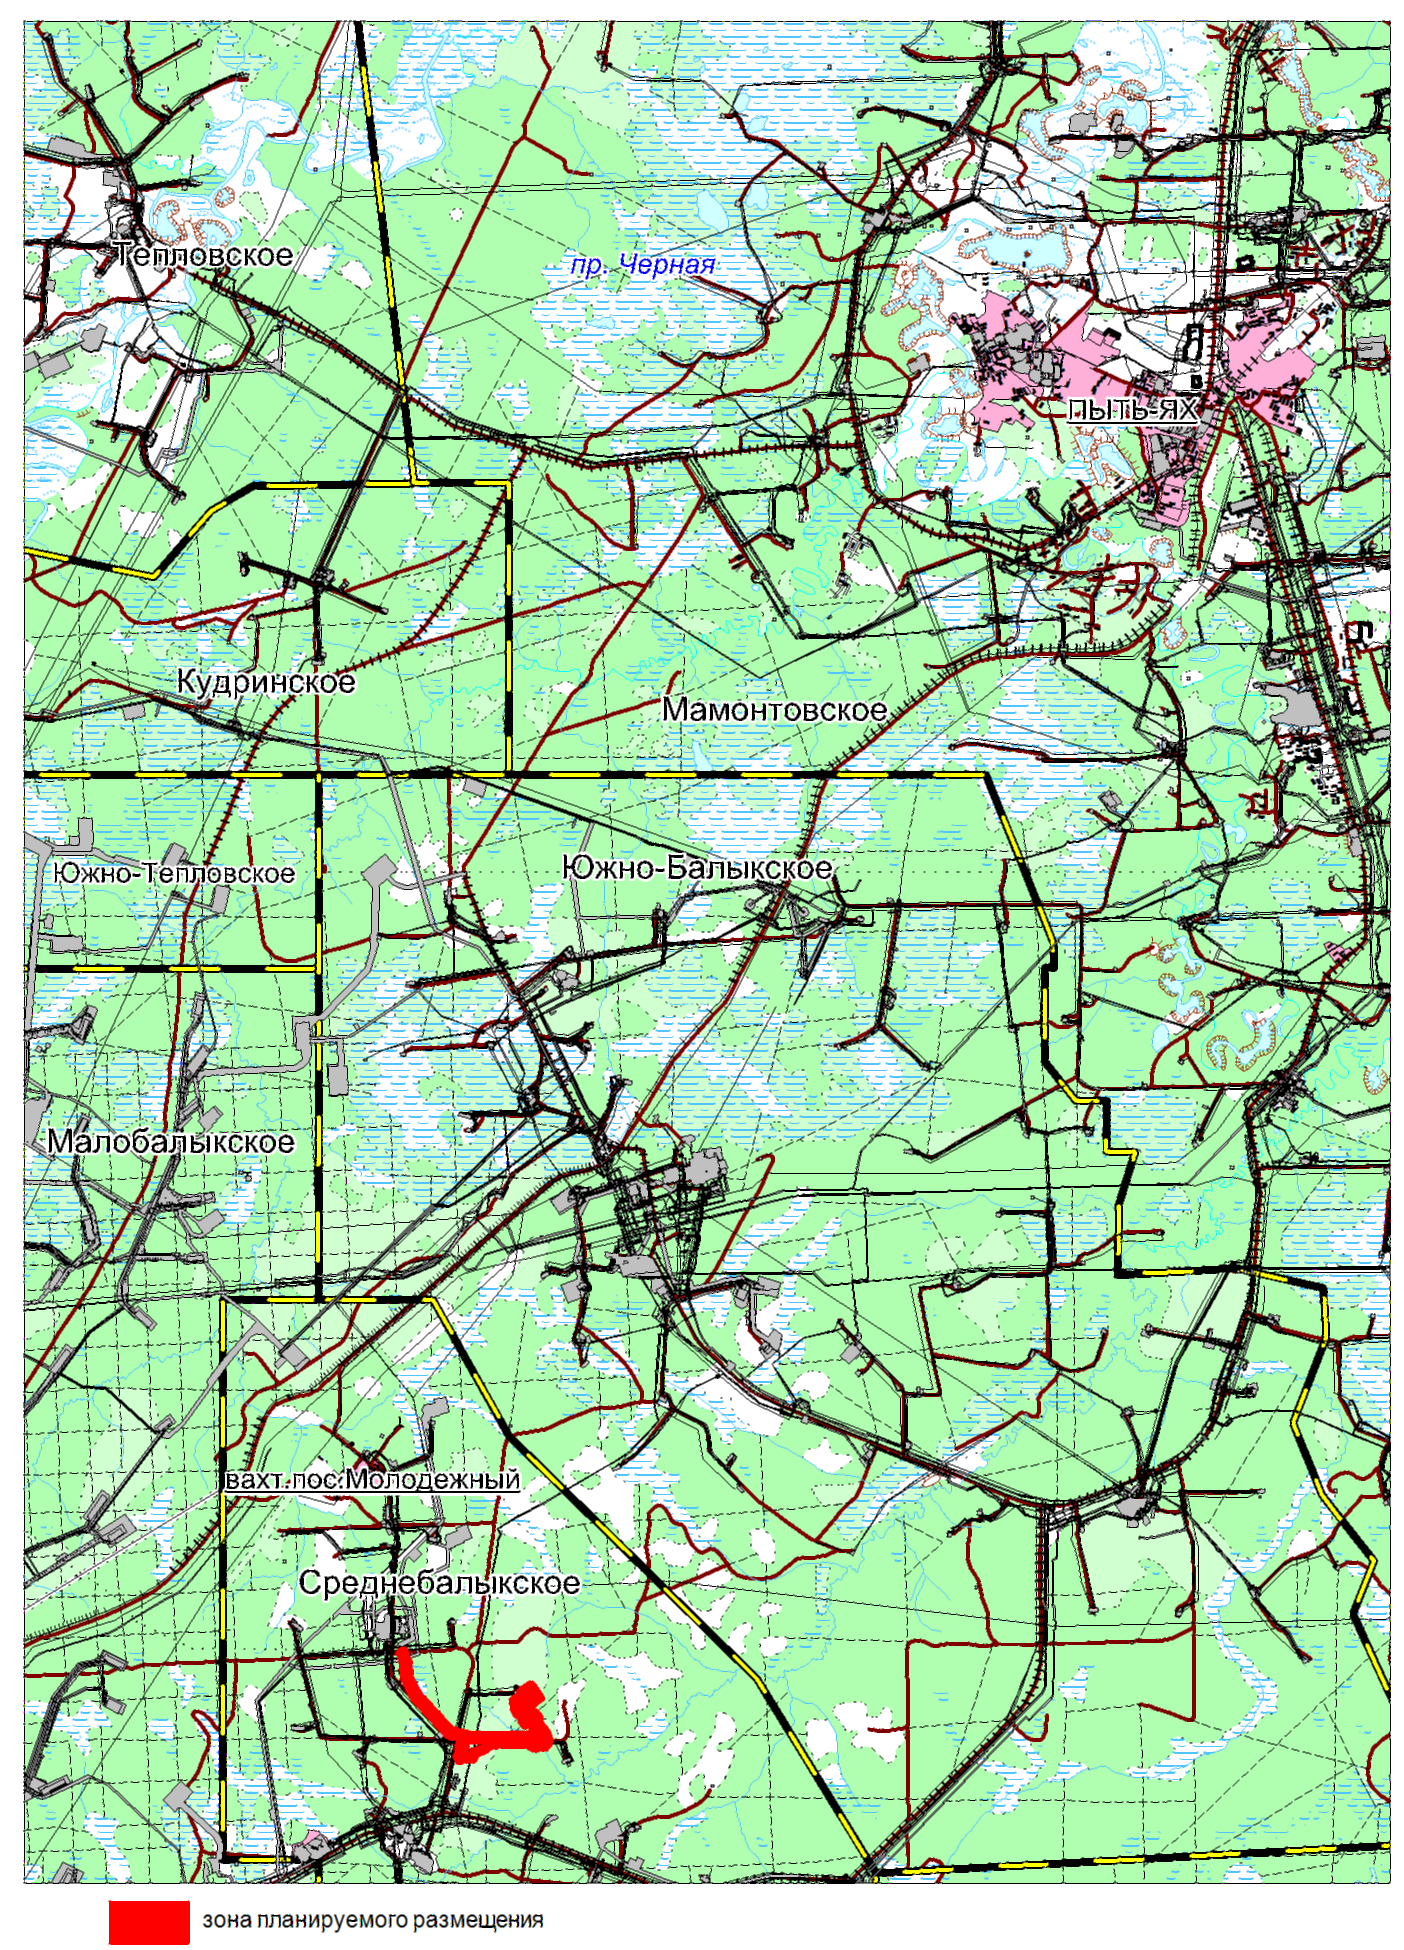 Тепловское
пр. Черная
ПЫТЬ-ЯХ
Кудринское
Мамонтовское
Южно-Балыкское
Южно-Тепловское
Малобалыкское
вахт.пос.Молодежный
Среднебалыкское
зона планируемого размещения